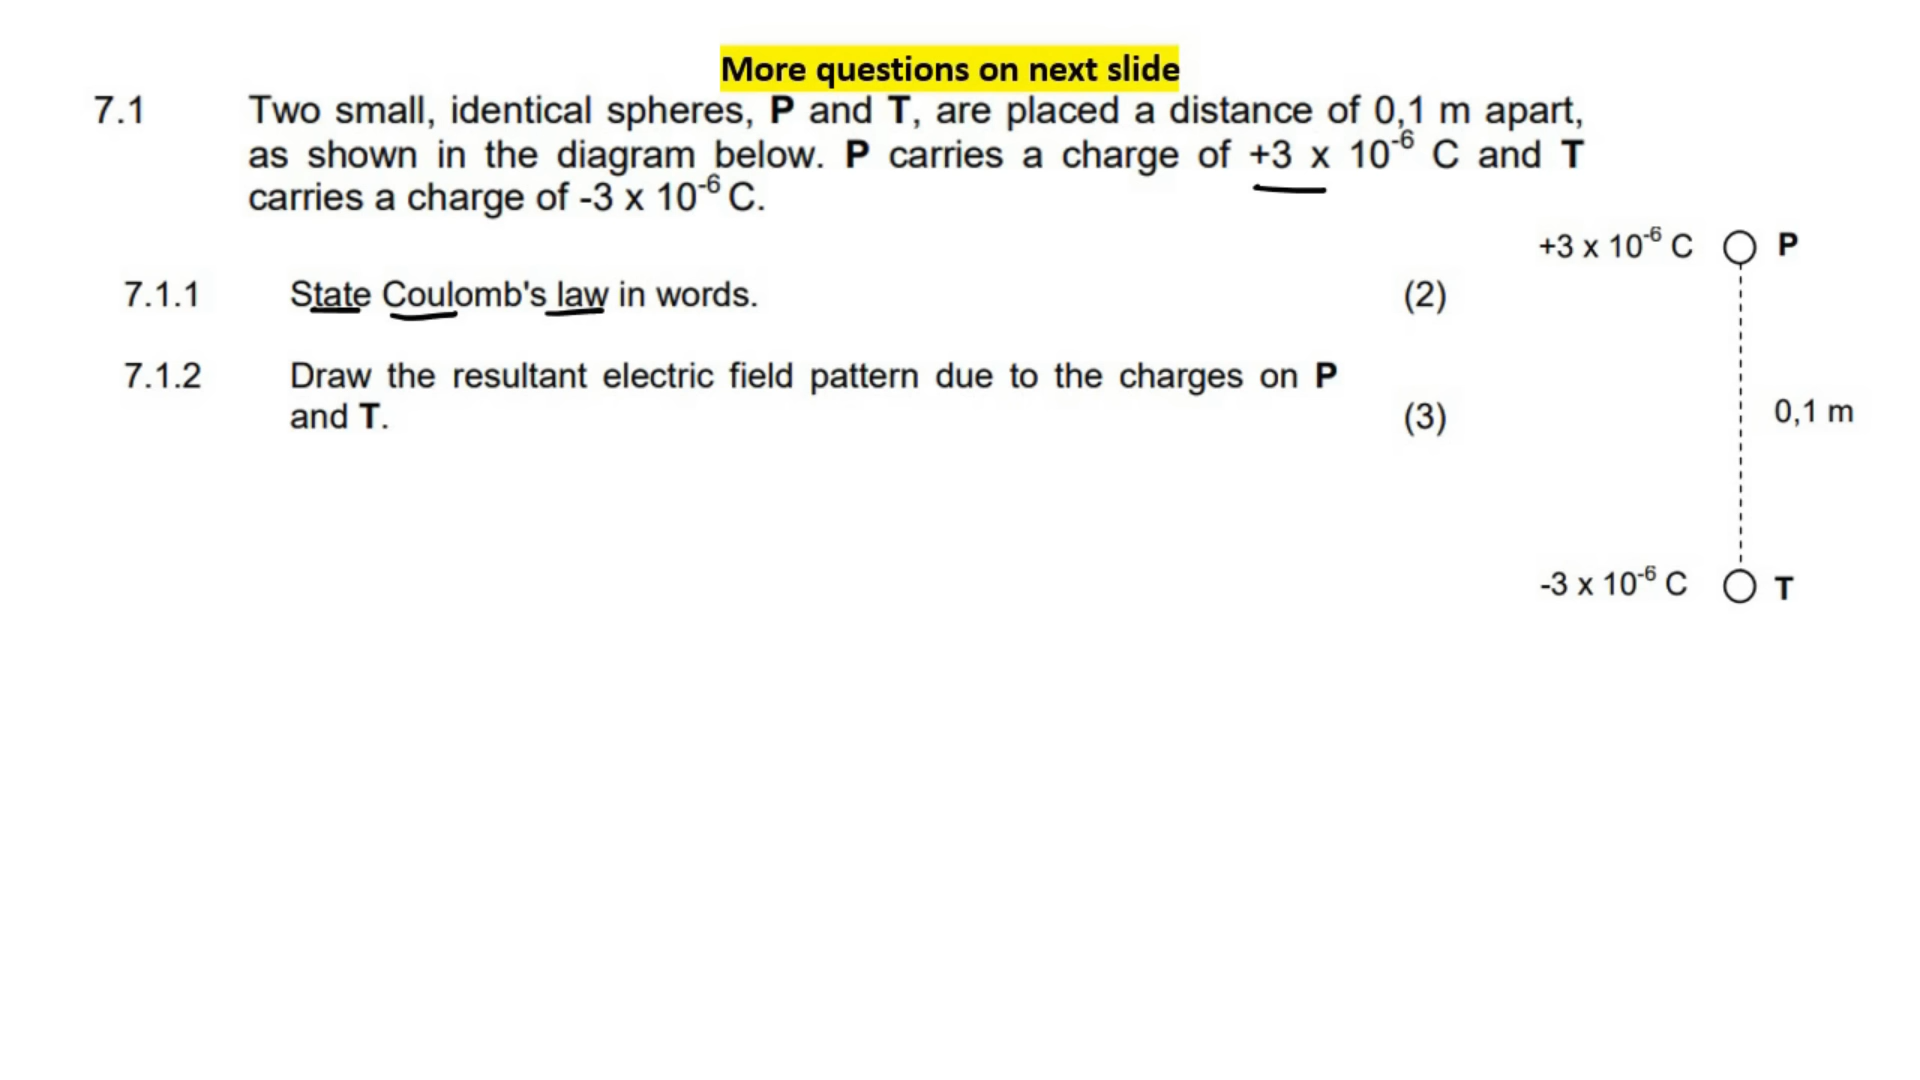 More questions on next slide
7.1 Two small, identical spheres, P and T, are placed a distance of 0,1 m apart,
as shown in the diagram below. P carries a charge of +3 x 10⁻⁶ C and T
carries a charge of -3 x 10⁻⁶ C.
+3 x 10⁻⁶ C P
7.1.1 State Coulomb's law in words. (2)
7.1.2 Draw the resultant electric field pattern due to the charges on P
and T. (3)
0,1 m
-3 x 10⁻⁶ C T